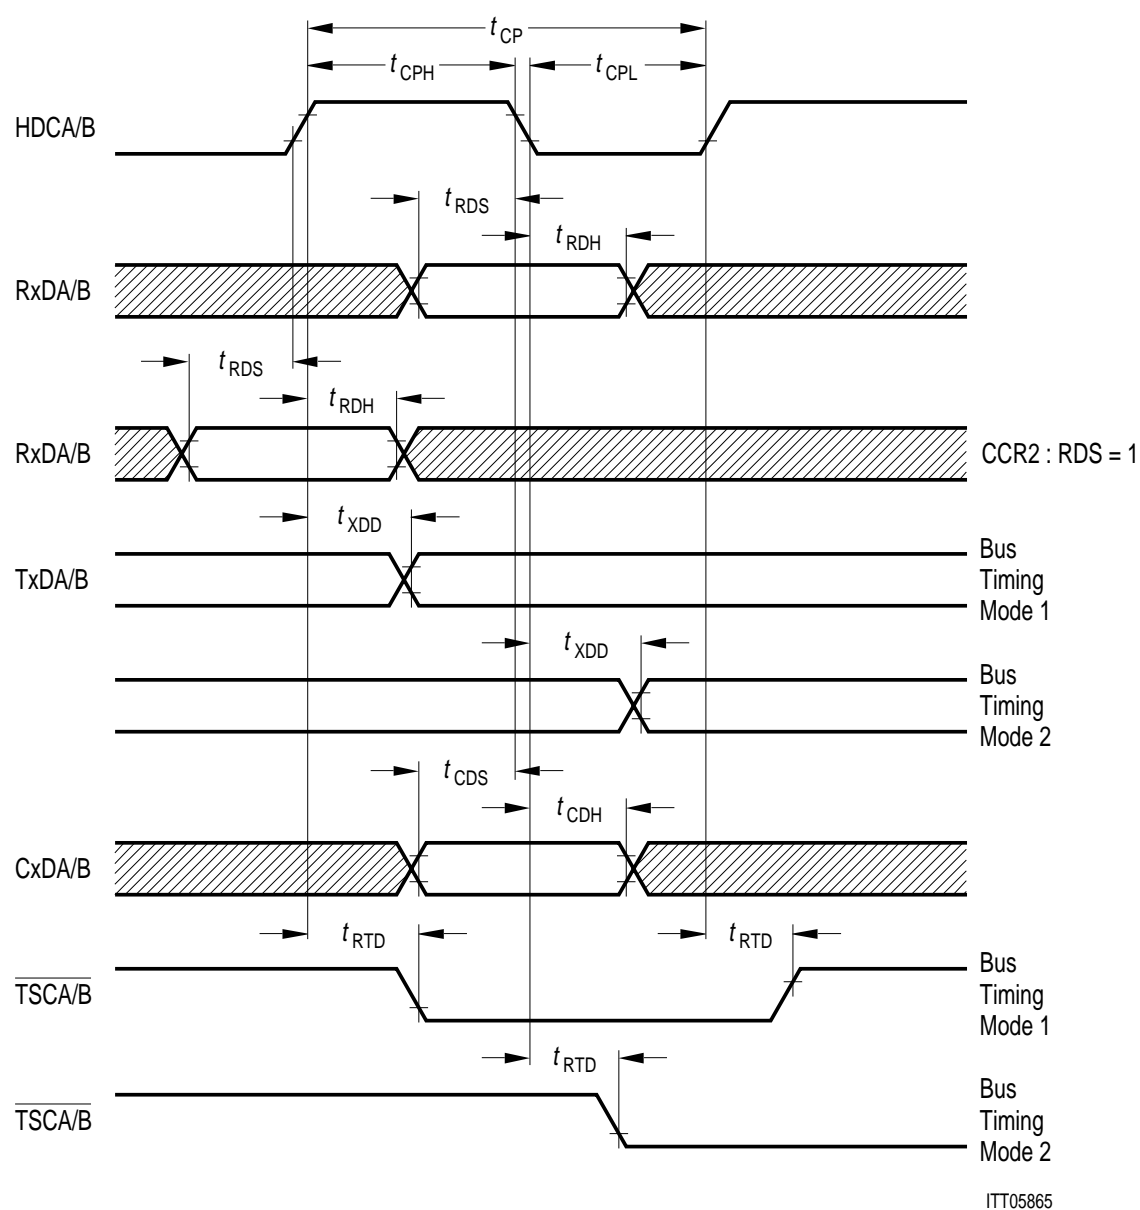 tCP
tCPH tCPL
HDCA/B
tRDS
tRDH
RxDA/B
tRDS
tRDH
RxDA/B CCR2 : RDS = 1
tXDD
TxDA/B
Bus
Timing
Mode 1
tXDD
Bus
Timing
Mode 2
tCDS
tCDH
CxDA/B
tRTD tRTD
TSCA/B
Bus
Timing
Mode 1
tRTD
TSCA/B
Bus
Timing
Mode 2
ITT05865